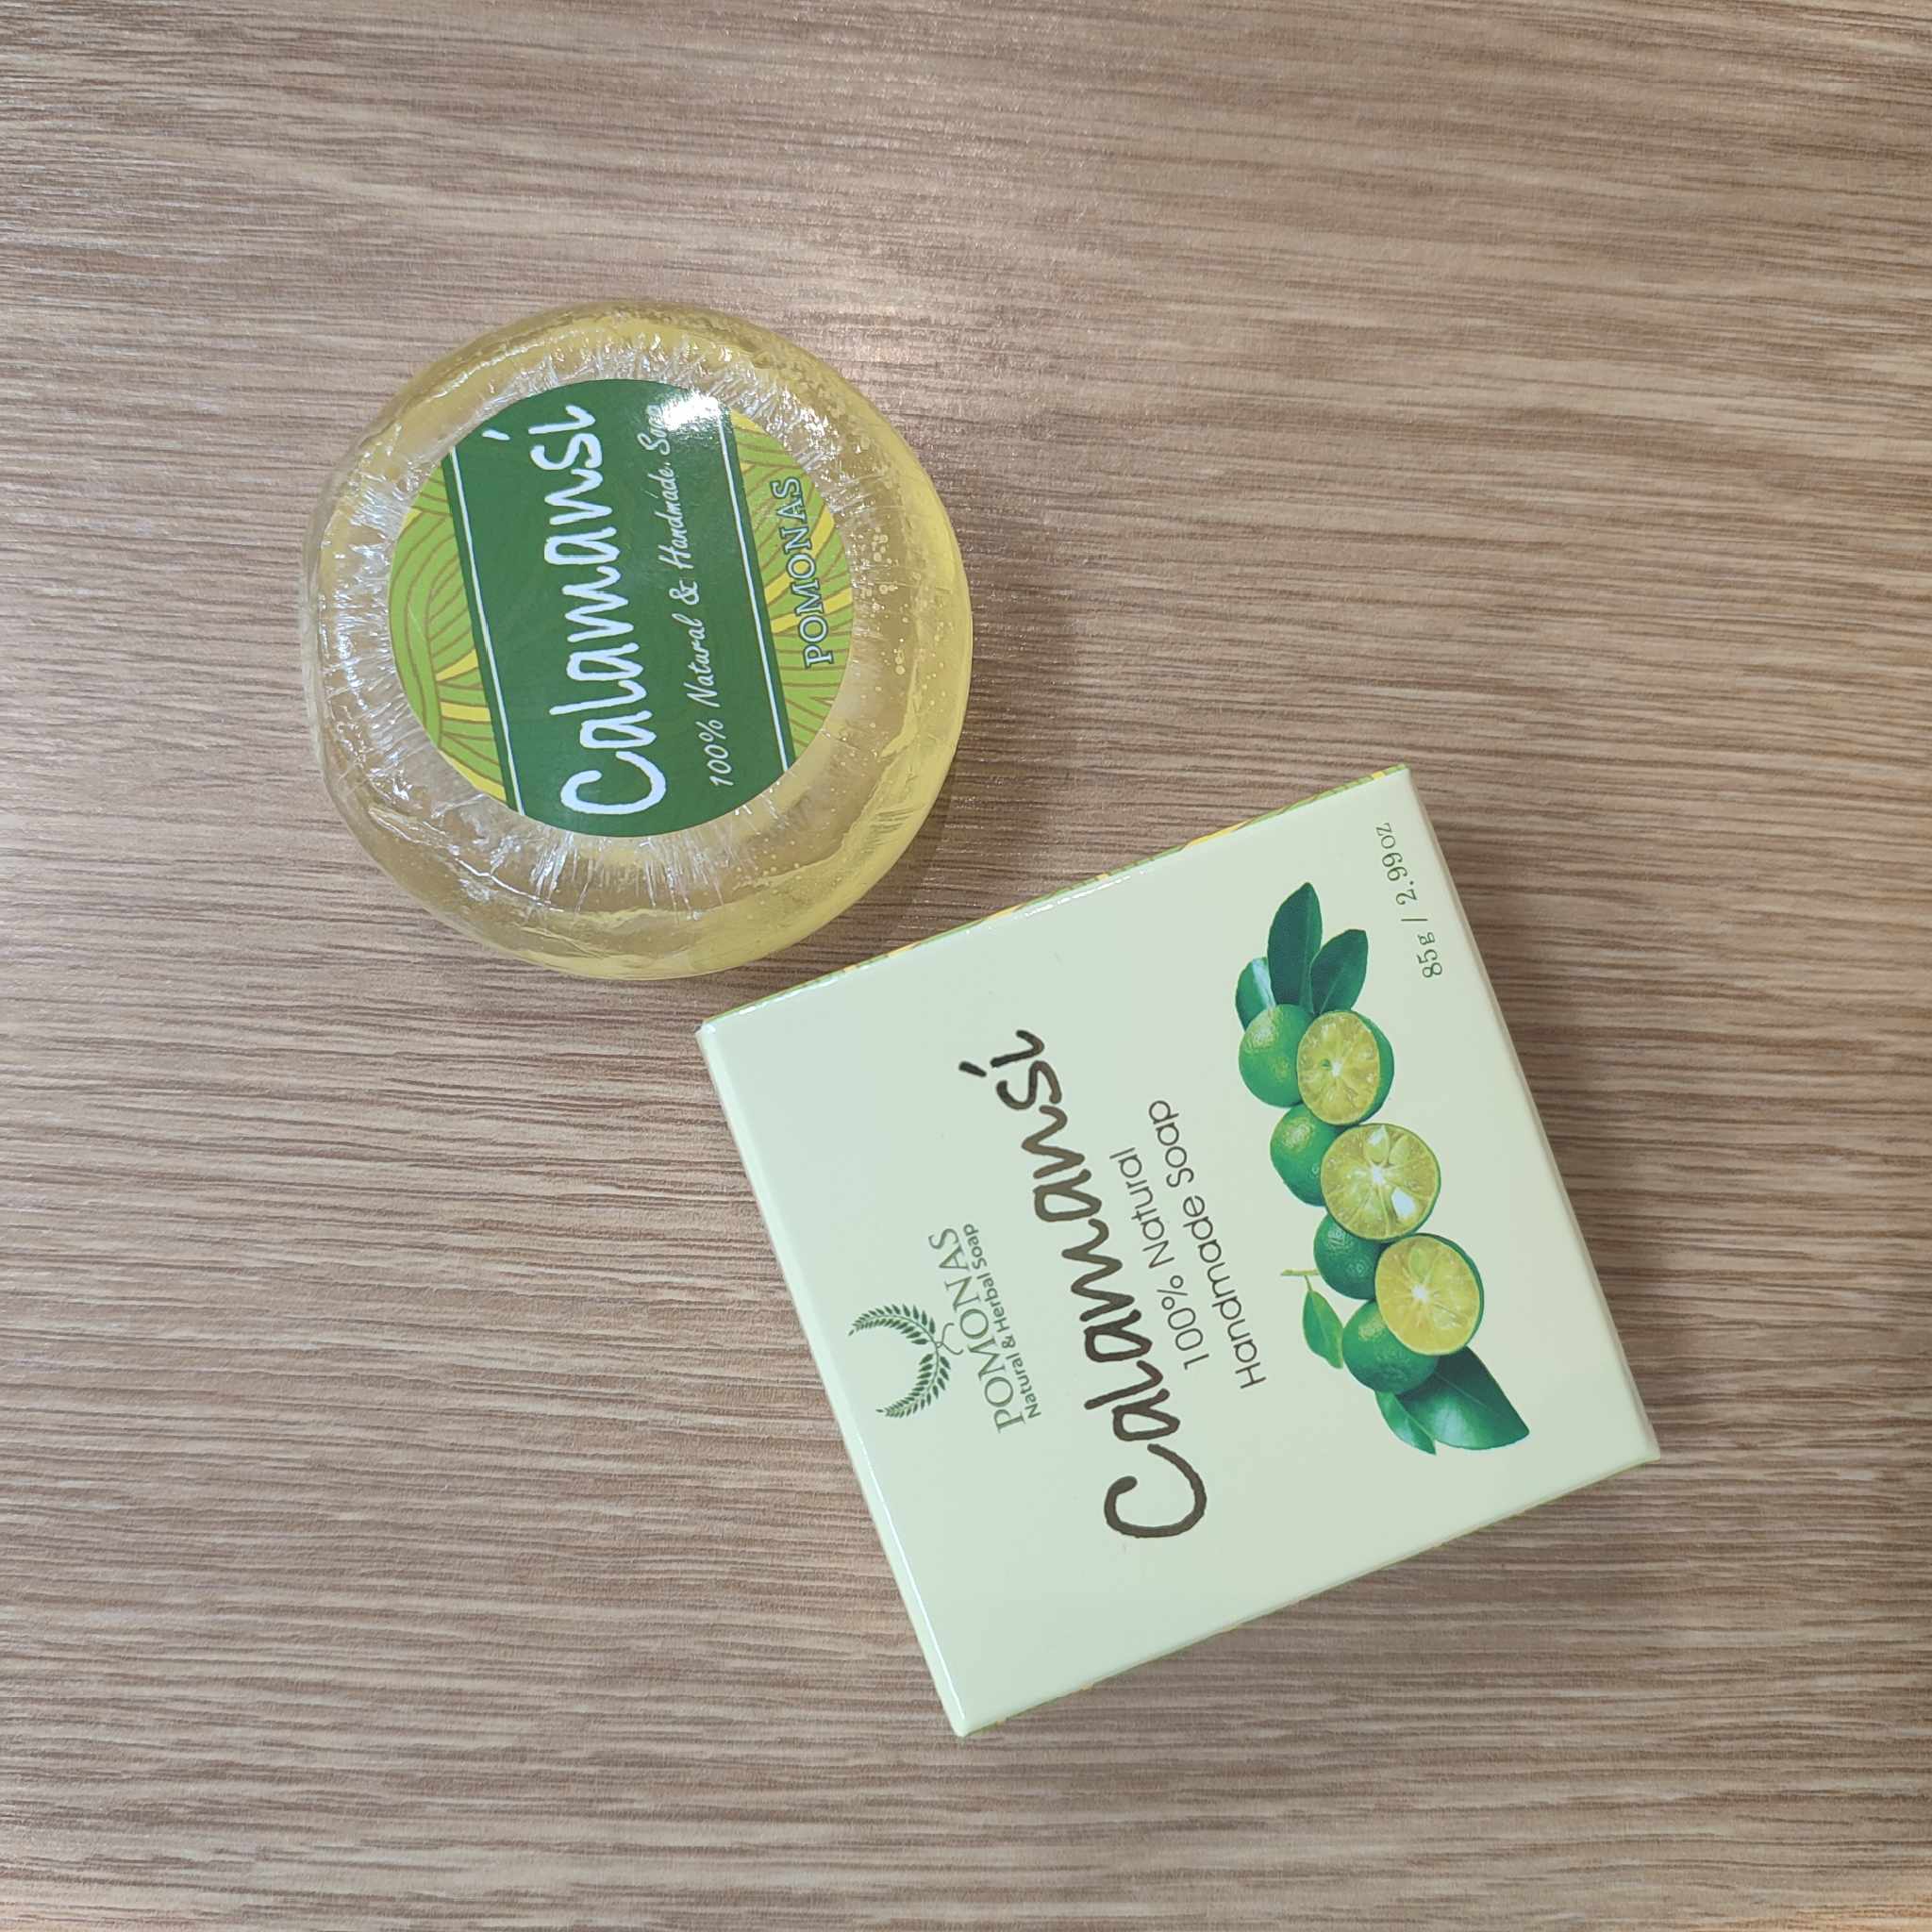 Calamansi
100% Natural & Handmade Soap
POMONAS
POMONAS
Natural & Herbal Soap
Calamansi
100% Natural
Handmade Soap
85g / 2.99oz